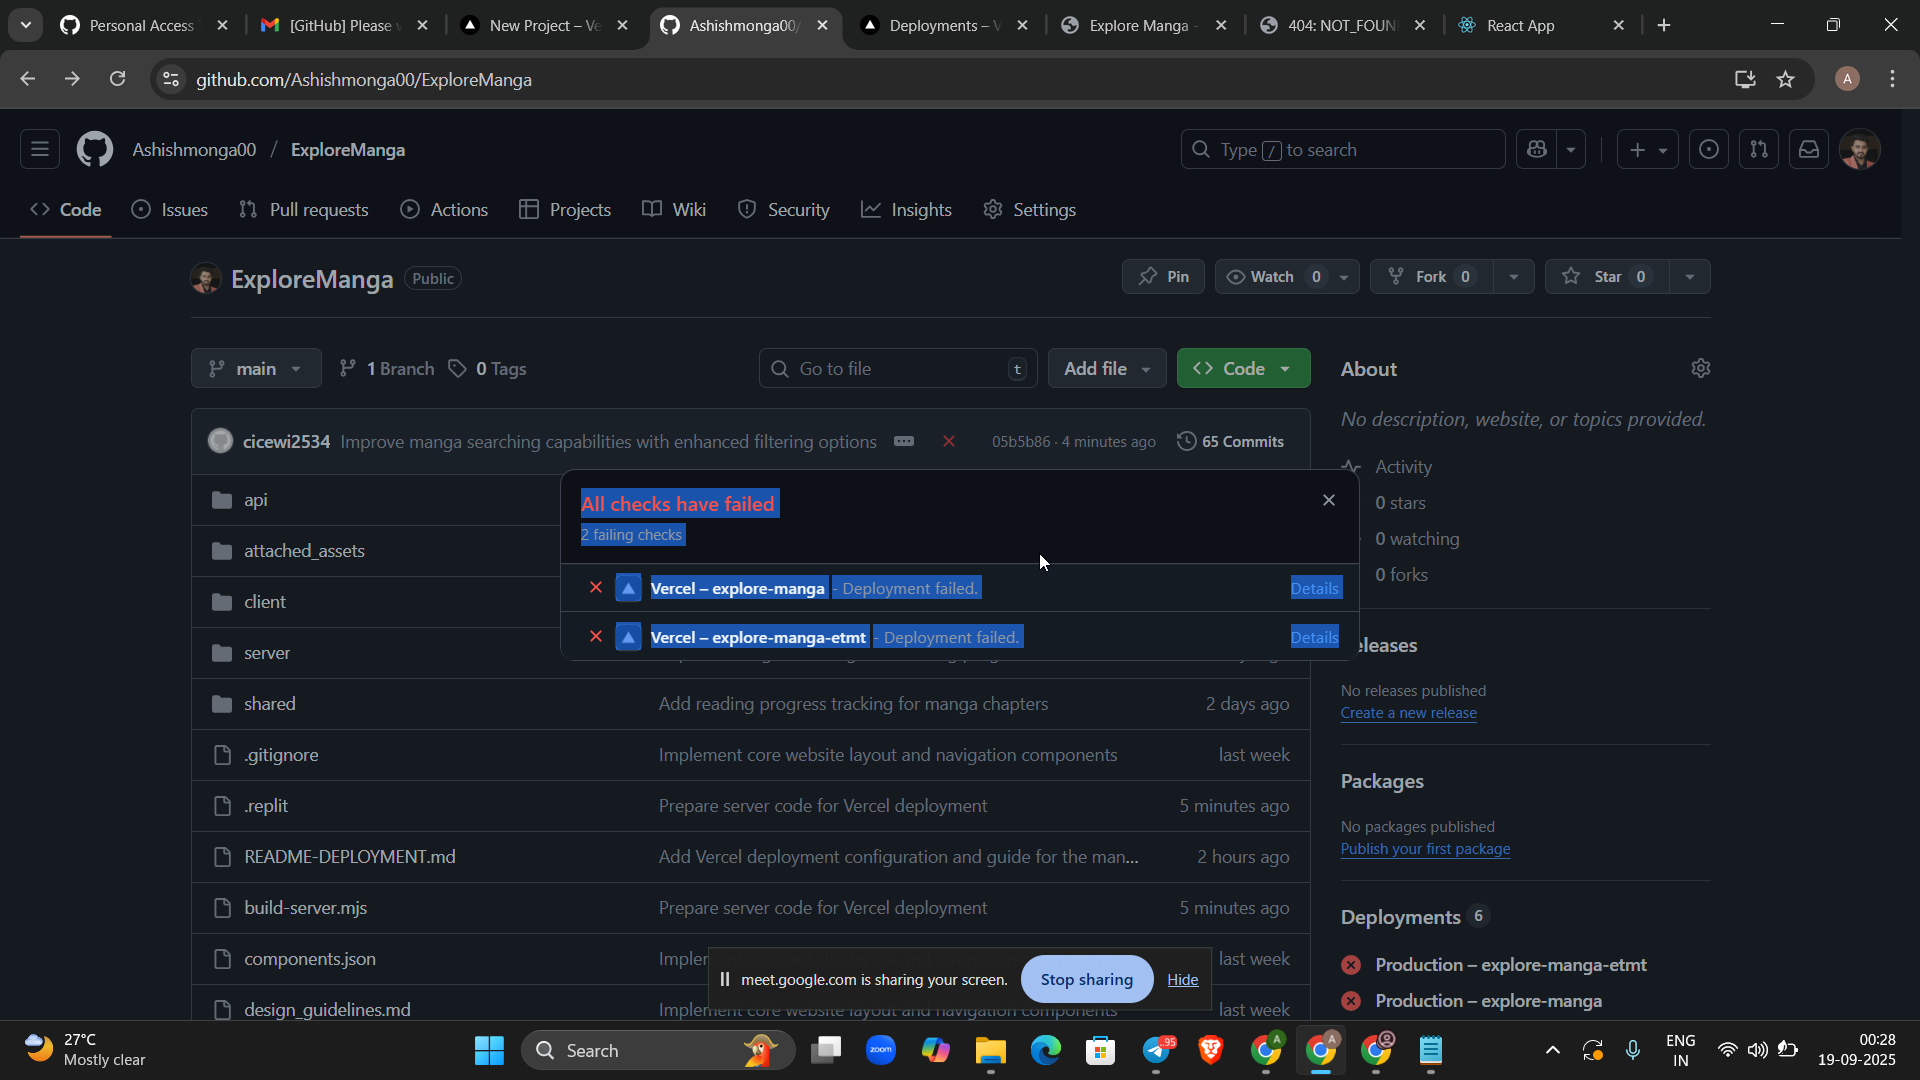 Personal Access
[GitHub] Please v
New Project – Ve
Ashishmonga00/
Deployments – V
Explore Manga -
404: NOT_FOUN
React App
github.com/Ashishmonga00/ExploreManga
A
Ashishmonga00 / ExploreManga
Type / to search
Code
Issues
Pull requests
Actions
Projects
Wiki
Security
Insights
Settings
ExploreManga
Public
Pin
Watch 0
Fork 0
Star 0
main
1 Branch
0 Tags
Go to file
t
Add file
Code
About
No description, website, or topics provided.
cicewi2534 Improve manga searching capabilities with enhanced filtering options
05b5b86 · 4 minutes ago
65 Commits
Activity
0 stars
0 watching
0 forks
All checks have failed
2 failing checks
Vercel – explore-manga - Deployment failed. Details
Vercel – explore-manga-etmt - Deployment failed. Details
api
attached_assets
client
server
shared Add reading progress tracking for manga chapters 2 days ago
.gitignore Implement core website layout and navigation components last week
.replit Prepare server code for Vercel deployment 5 minutes ago
README-DEPLOYMENT.md Add Vercel deployment configuration and guide for the man... 2 hours ago
build-server.mjs Prepare server code for Vercel deployment 5 minutes ago
components.json last week
design_guidelines.md last week
eleases
No releases published
Create a new release
Packages
No packages published
Publish your first package
Deployments 6
Production – explore-manga-etmt
Production – explore-manga
meet.google.com is sharing your screen.
Stop sharing
Hide
27°C
Mostly clear
Search
zoom
.95
A
A
ENG
IN
00:28
19-09-2025